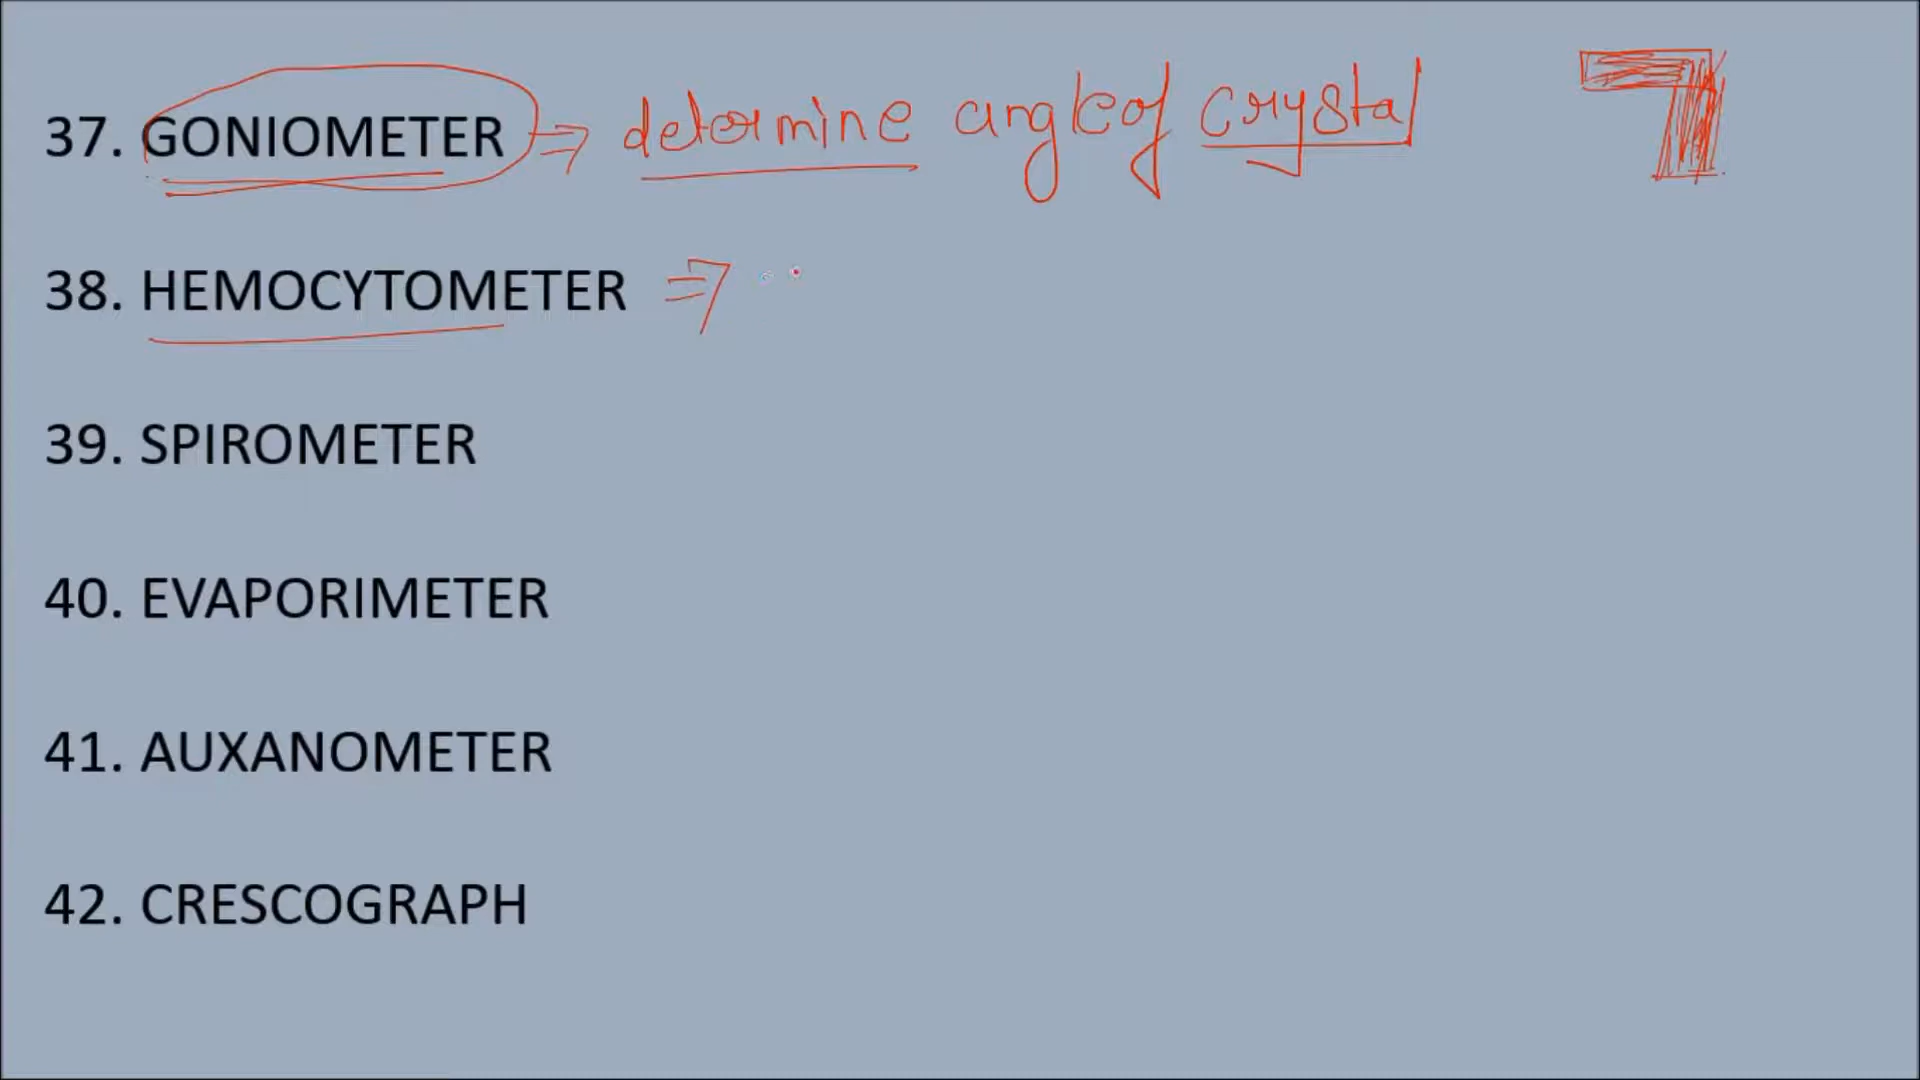 37. GONIOMETER => determine angle of crystal
38. HEMOCYTOMETER =>
39. SPIROMETER
40. EVAPORIMETER
41. AUXANOMETER
42. CRESCOGRAPH